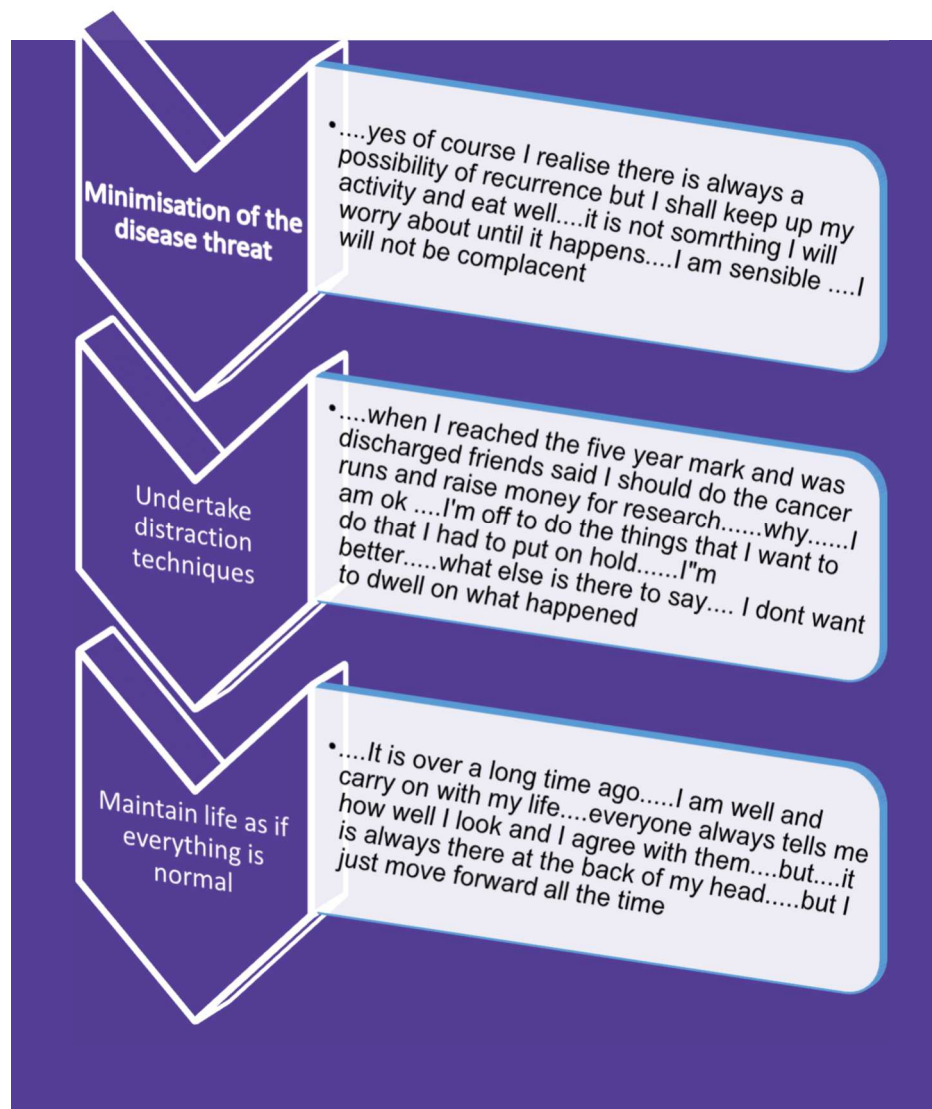 Minimisation of the
disease threat
•....yes of course I realise there is always a
possibility of recurrence but I shall keep up my
activity and eat well....it is not somrthing I will
worry about until it happens....I am sensible ....I
will not be complacent
Undertake
distraction
techniques
•....when I reached the five year mark and was
discharged friends said I should do the cancer
runs and raise money for research......why......I
am ok ....I'm off to do the things that I want to
do that I had to put on hold......I"m
better.....what else is there to say.... I dont want
to dwell on what happened
Maintain life as if
everything is
normal
•....It is over a long time ago.....I am well and
carry on with my life....everyone always tells me
how well I look and I agree with them....but....it
is always there at the back of my head.....but I
just move forward all the time